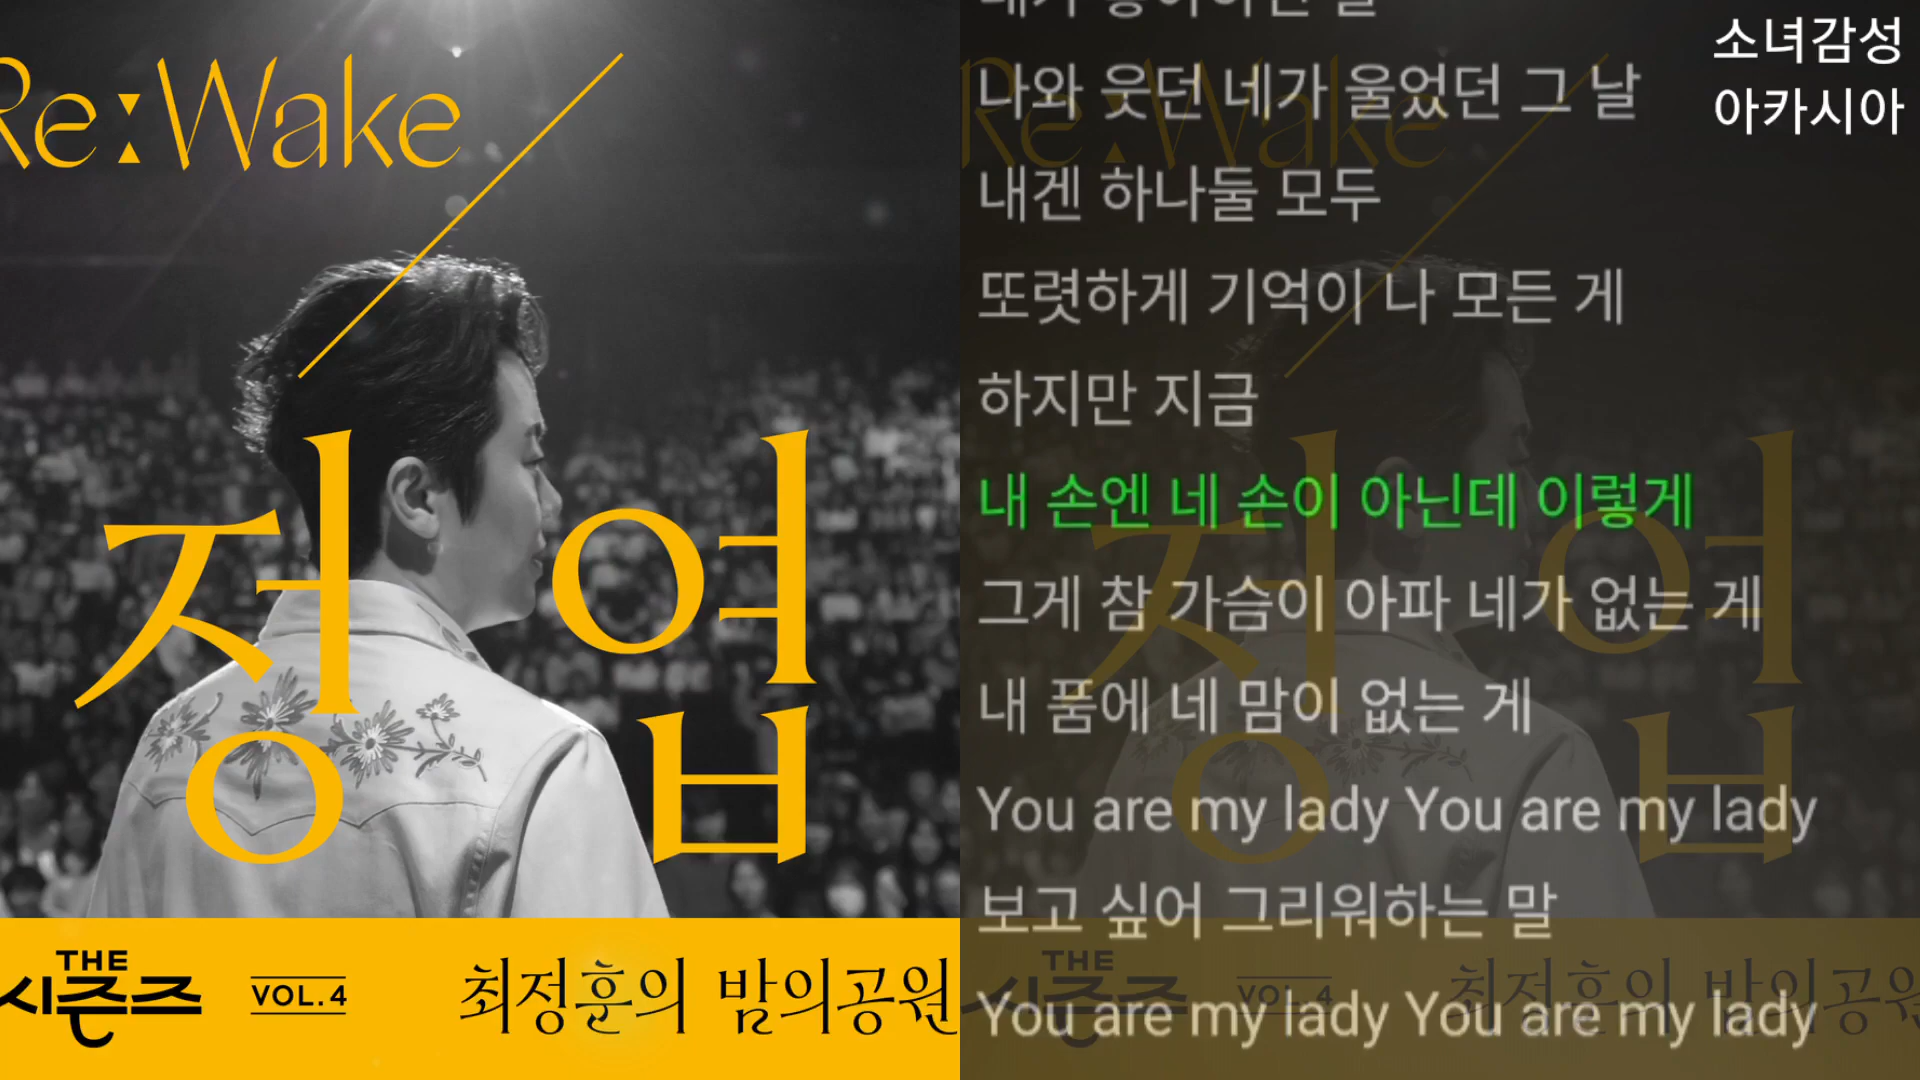 Re:Wake
정엽
THE
시즌즈
VOL.4
최정훈의 밤의공원
소녀감성
아카시아
나와 웃던 네가 울었던 그 날
내겐 하나둘 모두
또렷하게 기억이 나 모든 게
하지만 지금
내 손엔 네 손이 아닌데 이렇게
그게 참 가슴이 아파 네가 없는 게
내 품에 네 맘이 없는 게
You are my lady You are my lady
보고 싶어 그리워하는 말
You are my lady You are my lady